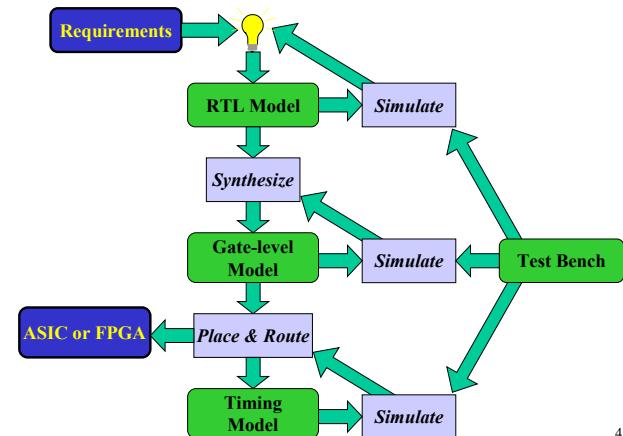 Requirements
RTL Model
Simulate
Synthesize
Gate-level
Model
Simulate
Test Bench
ASIC or FPGA
Place & Route
Timing
Model
Simulate
4